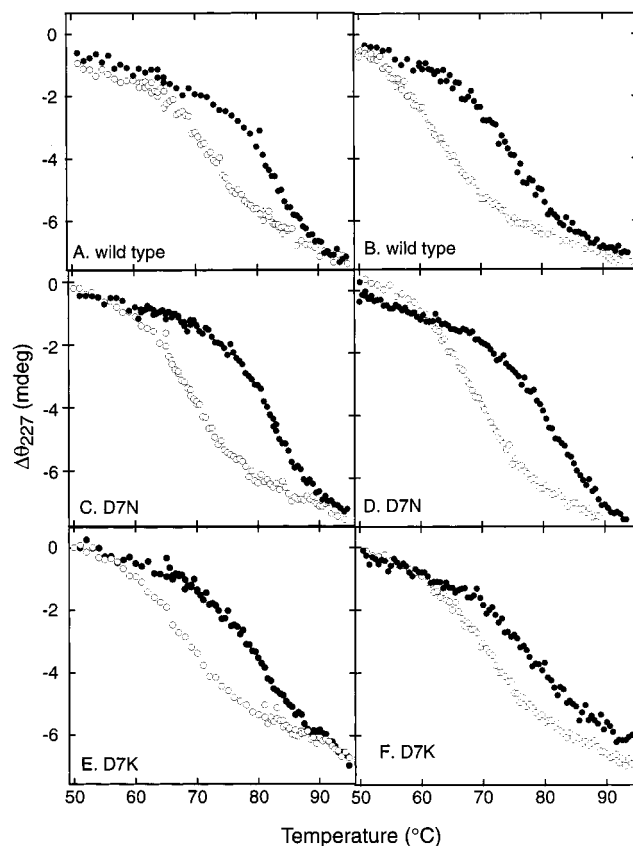 0
-2
-4
-6
A. wild type
B. wild type
0
-2
-4
-6
Δθ227 (mdeg)
C. D7N
D. D7N
0
-2
-4
-6
E. D7K
F. D7K
50 60 70 80 90
50 60 70 80 90
Temperature (°C)